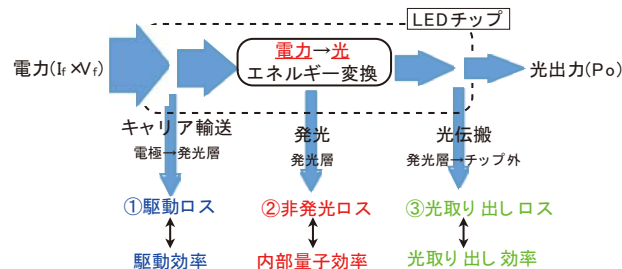 LEDチップ
電力(If×Vf)
電力→光
エネルギー変換
光出力(Po)
キャリア輸送
電極→発光層
発光
発光層
光伝搬
発光層→チップ外
①駆動ロス
②非発光ロス
③光取り出しロス
駆動効率
内部量子効率
光取り出し効率